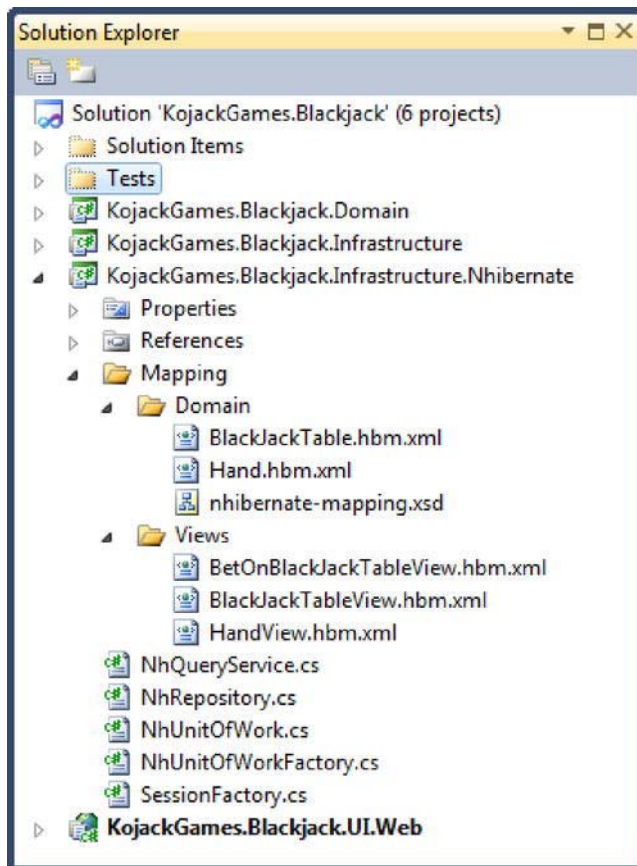 Solution Explorer
Solution 'KojackGames.Blackjack' (6 projects)
Solution Items
Tests
KojackGames.Blackjack.Domain
KojackGames.Blackjack.Infrastructure
KojackGames.Blackjack.Infrastructure.Nhibernate
Properties
References
Mapping
Domain
BlackJackTable.hbm.xml
Hand.hbm.xml
nhibernate-mapping.xsd
Views
BetOnBlackJackTableView.hbm.xml
BlackJackTableView.hbm.xml
HandView.hbm.xml
NhQueryService.cs
NhRepository.cs
NhUnitOfWork.cs
NhUnitOfWorkFactory.cs
SessionFactory.cs
KojackGames.Blackjack.UI.Web